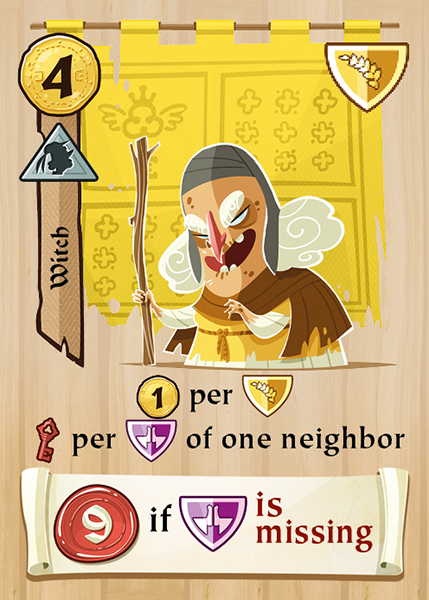 4
Witch
1 per
per of one neighbor
9 if is missing